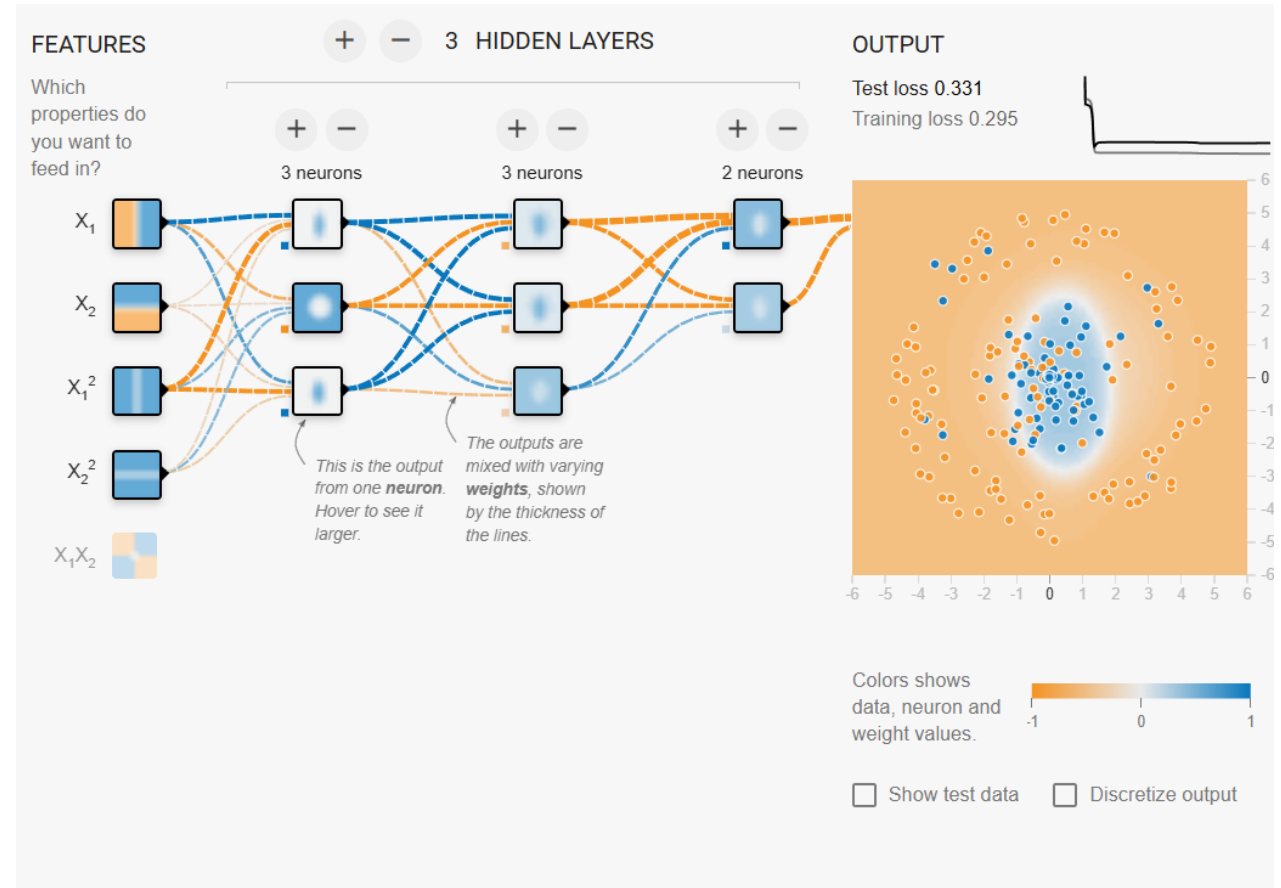 FEATURES
+ − 3 HIDDEN LAYERS
OUTPUT
Which
properties do
you want to
feed in?
Test loss 0.331
Training loss 0.295
+ − + − + −
3 neurons 3 neurons 2 neurons
X1
X2
X1²
X2²
X1X2
This is the output
from one neuron.
Hover to see it
larger.
The outputs are
mixed with varying
weights, shown
by the thickness of
the lines.
6
5
4
3
2
1
0
-1
-2
-3
-4
-5
-6
-6 -5 -4 -3 -2 -1 0 1 2 3 4 5 6
Colors shows
data, neuron and
weight values.
-1 0 1
Show test data Discretize output